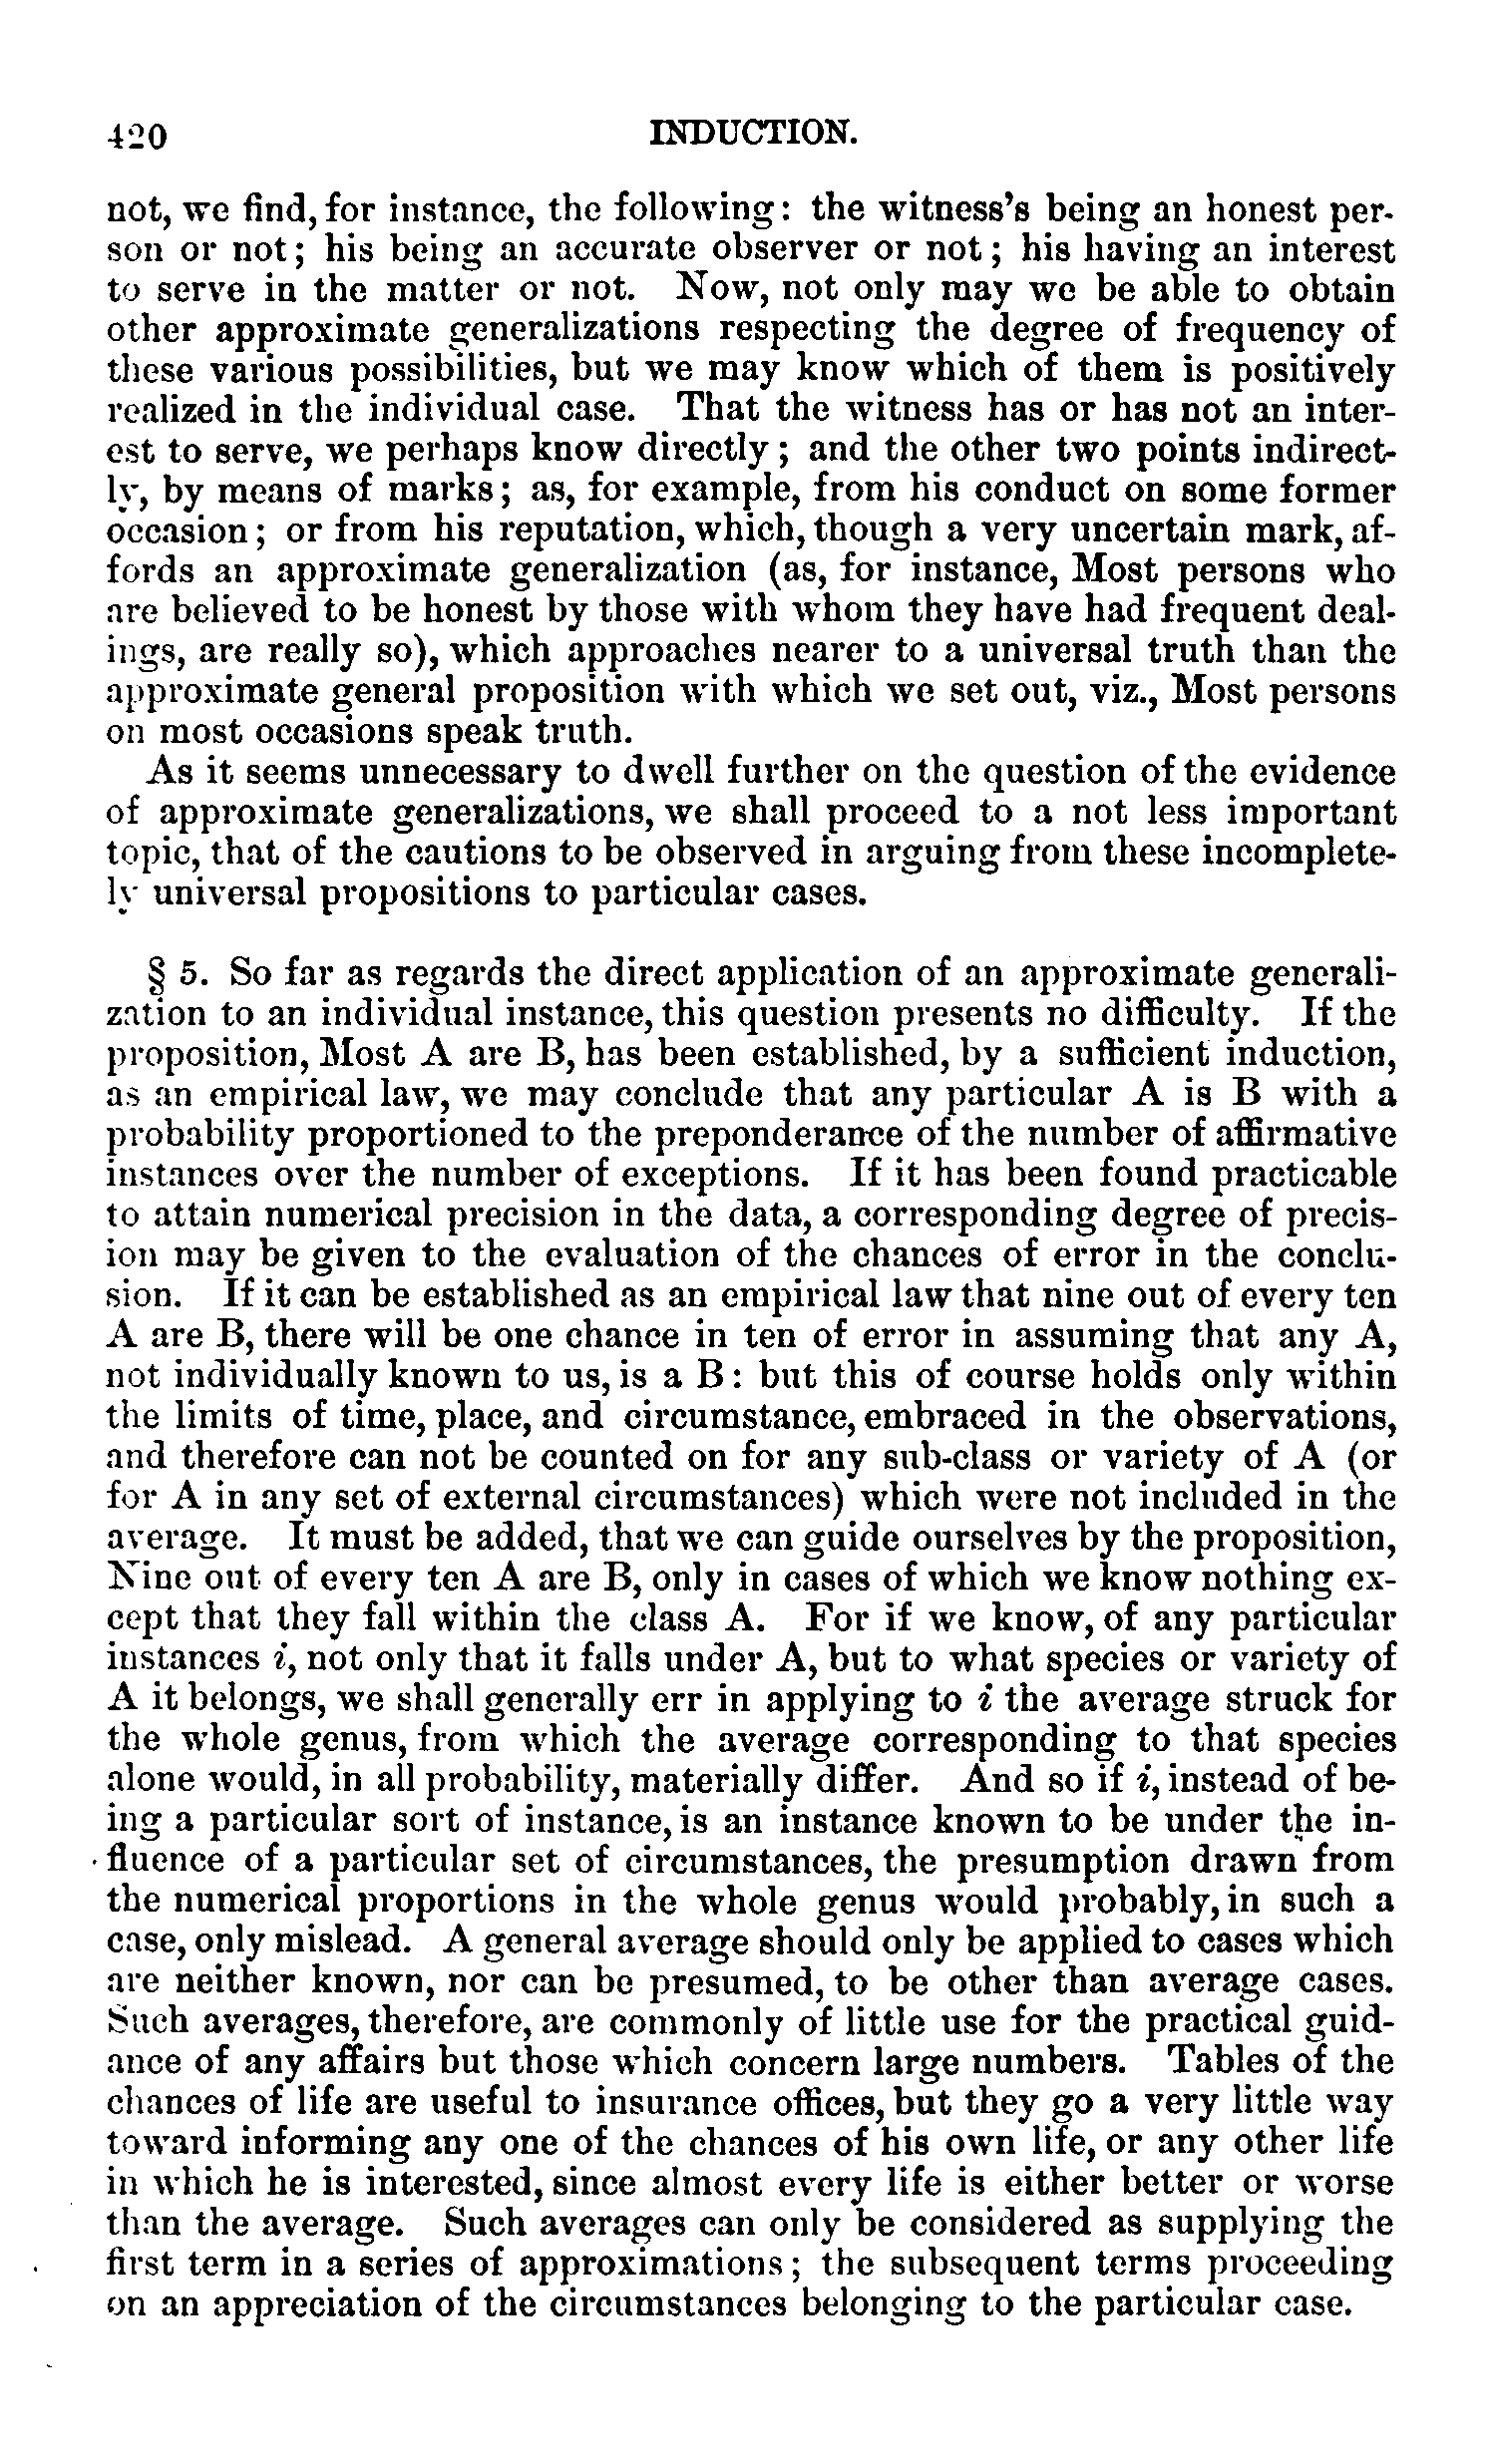 420 INDUCTION.
not, we find, for instance, the following: the witness's being an honest per-
son or not; his being an accurate observer or not; his having an interest
to serve in the matter or not. Now, not only may we be able to obtain
other approximate generalizations respecting the degree of frequency of
these various possibilities, but we may know which of them is positively
realized in the individual case. That the witness has or has not an inter-
est to serve, we perhaps know directly; and the other two points indirect-
ly, by means of marks; as, for example, from his conduct on some former
occasion; or from his reputation, which, though a very uncertain mark, af-
fords an approximate generalization (as, for instance, Most persons who
are believed to be honest by those with whom they have had frequent deal-
ings, are really so), which approaches nearer to a universal truth than the
approximate general proposition with which we set out, viz., Most persons
on most occasions speak truth.
As it seems unnecessary to dwell further on the question of the evidence
of approximate generalizations, we shall proceed to a not less important
topic, that of the cautions to be observed in arguing from these incomplete-
ly universal propositions to particular cases.
§ 5. So far as regards the direct application of an approximate generali-
zation to an individual instance, this question presents no difficulty. If the
proposition, Most A are B, has been established, by a sufficient induction,
as an empirical law, we may conclude that any particular A is B with a
probability proportioned to the preponderance of the number of affirmative
instances over the number of exceptions. If it has been found practicable
to attain numerical precision in the data, a corresponding degree of precis-
ion may be given to the evaluation of the chances of error in the conclu-
sion. If it can be established as an empirical law that nine out of every ten
A are B, there will be one chance in ten of error in assuming that any A,
not individually known to us, is a B: but this of course holds only within
the limits of time, place, and circumstance, embraced in the observations,
and therefore can not be counted on for any sub-class or variety of A (or
for A in any set of external circumstances) which were not included in the
average. It must be added, that we can guide ourselves by the proposition,
Nine out of every ten A are B, only in cases of which we know nothing ex-
cept that they fall within the class A. For if we know, of any particular
instances i, not only that it falls under A, but to what species or variety of
A it belongs, we shall generally err in applying to i the average struck for
the whole genus, from which the average corresponding to that species
alone would, in all probability, materially differ. And so if i, instead of be-
ing a particular sort of instance, is an instance known to be under the in-
fluence of a particular set of circumstances, the presumption drawn from
the numerical proportions in the whole genus would probably, in such a
case, only mislead. A general average should only be applied to cases which
are neither known, nor can be presumed, to be other than average cases.
Such averages, therefore, are commonly of little use for the practical guid-
ance of any affairs but those which concern large numbers. Tables of the
chances of life are useful to insurance offices, but they go a very little way
toward informing any one of the chances of his own life, or any other life
in which he is interested, since almost every life is either better or worse
than the average. Such averages can only be considered as supplying the
first term in a series of approximations; the subsequent terms proceeding
on an appreciation of the circumstances belonging to the particular case.